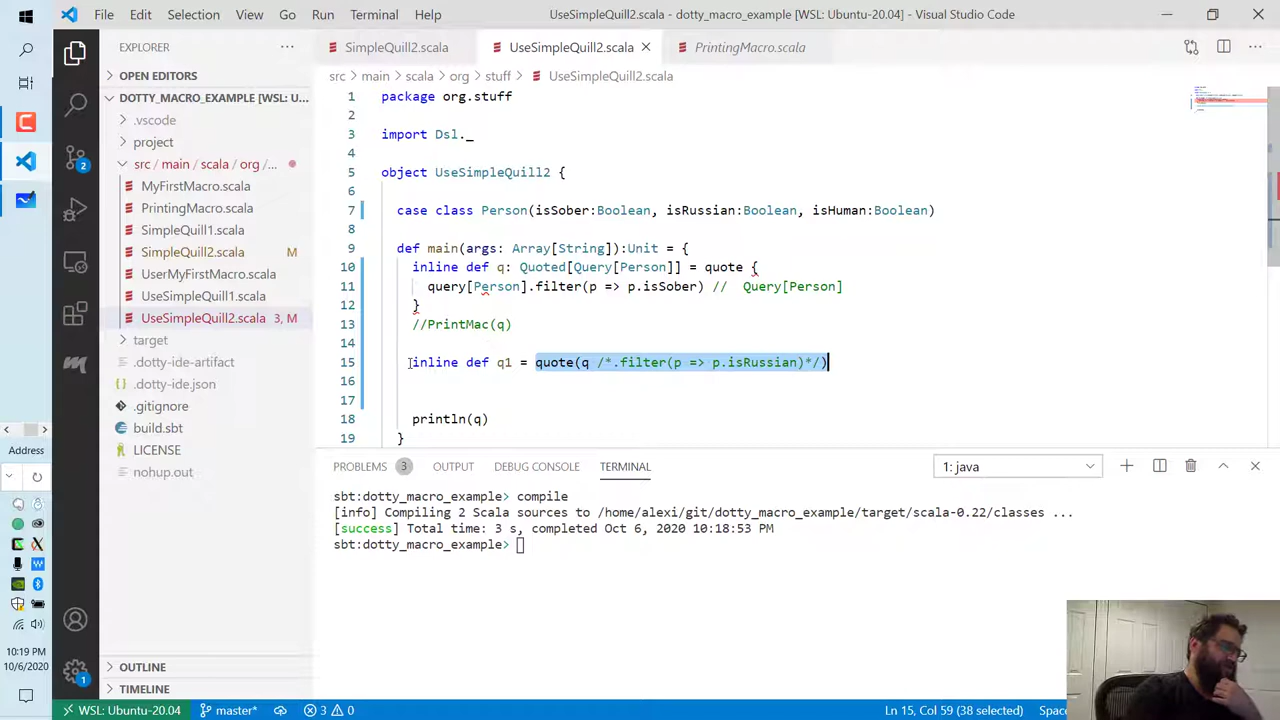 File Edit Selection View Go Run Terminal Help UseSimpleQuill2.scala - dotty_macro_example [WSL: Ubuntu-20.04] - Visual Studio Code
EXPLORER
SimpleQuill2.scala UseSimpleQuill2.scala PrintingMacro.scala
src > main > scala > org > stuff > UseSimpleQuill2.scala
OPEN EDITORS
DOTTY_MACRO_EXAMPLE [WSL: U...
.vscode
project
src / main / scala / org / ...
MyFirstMacro.scala
PrintingMacro.scala
SimpleQuill1.scala
SimpleQuill2.scala M
UserMyFirstMacro.scala
UseSimpleQuill1.scala
UseSimpleQuill2.scala 3, M
target
.dotty-ide-artifact
.dotty-ide.json
.gitignore
build.sbt
LICENSE
nohup.out
OUTLINE
TIMELINE
1 package org.stuff
2
3 import Dsl._
4
5 object UseSimpleQuill2 {
6
7 case class Person(isSober:Boolean, isRussian:Boolean, isHuman:Boolean)
8
9 def main(args: Array[String]):Unit = {
10 inline def q: Quoted[Query[Person]] = quote {
11 query[Person].filter(p => p.isSober) // Query[Person]
12 }
13 //PrintMac(q)
14
15 inline def q1 = quote(q /*.filter(p => p.isRussian)*/)
16
17
18 println(q)
19 }
PROBLEMS 3 OUTPUT DEBUG CONSOLE TERMINAL 1: java
sbt:dotty_macro_example> compile
[info] Compiling 2 Scala sources to /home/alexi/git/dotty_macro_example/target/scala-0.22/classes ...
[success] Total time: 3 s, completed Oct 6, 2020 10:18:53 PM
sbt:dotty_macro_example>
Address
10:19 PM
10/6/2020
2
1
WSL: Ubuntu-20.04 master* 3 0 Ln 15, Col 59 (38 selected)